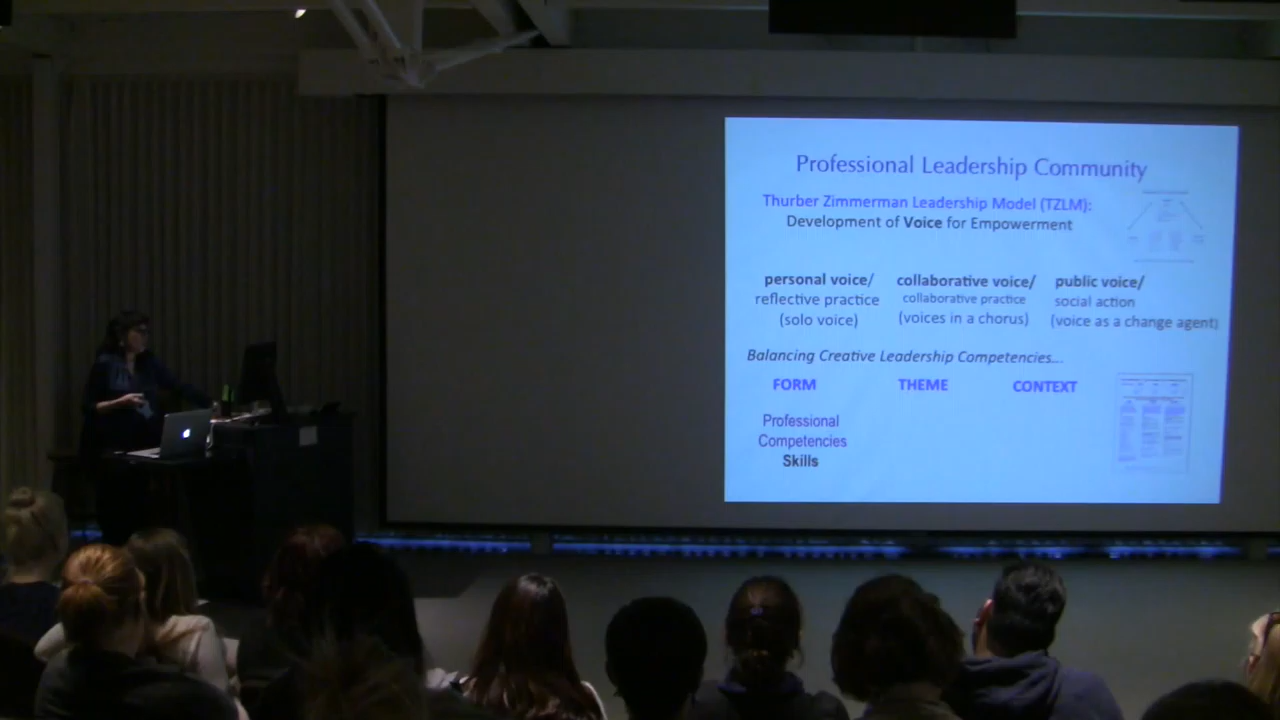 Professional Leadership Community
Thurber Zimmerman Leadership Model (TZLM):
Development of Voice for Empowerment
personal voice/ collaborative voice/ public voice/
reflective practice collaborative practice social action
(solo voice) (voices in a chorus) (voice as a change agent)
Balancing Creative Leadership Competencies...
FORM THEME CONTEXT
Professional
Competencies
Skills